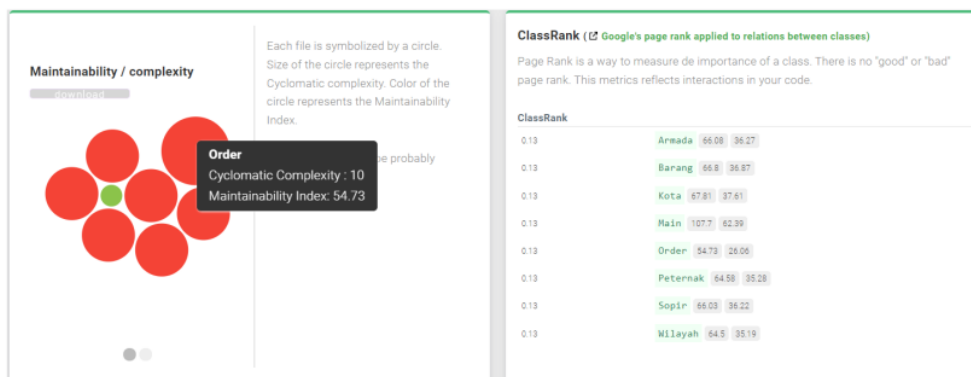 Maintainability / complexity
download
Each file is symbolized by a circle.
Size of the circle represents the
Cyclomatic complexity. Color of the
circle represents the Maintainability
Index.
be probably
Order
Cyclomatic Complexity : 10
Maintainability Index: 54.73
ClassRank (Google's page rank applied to relations between classes)
Page Rank is a way to measure de importance of a class. There is no "good" or "bad"
page rank. This metrics reflects interactions in your code.
ClassRank
0.13 Armada 66.08 36.27
0.13 Barang 66.8 36.87
0.13 Kota 67.81 37.61
0.13 Main 107.7 62.39
0.13 Order 54.73 26.06
0.13 Peternak 64.58 35.28
0.13 Sopir 66.03 36.22
0.13 Wilayah 64.5 35.19